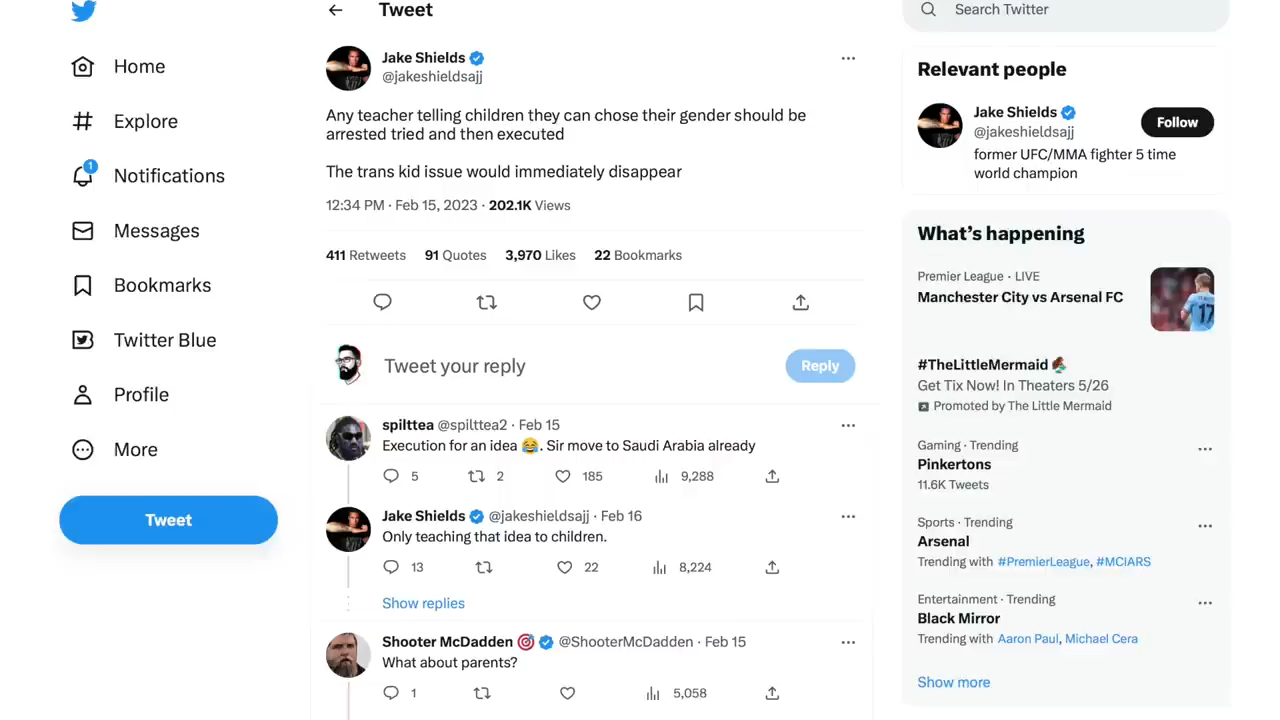 Tweet
Search Twitter
Home
Explore
1
Notifications
Messages
Bookmarks
Twitter Blue
Profile
More
Tweet
Jake Shields
@jakeshieldsajj
Any teacher telling children they can chose their gender should be
arrested tried and then executed
The trans kid issue would immediately disappear
12:34 PM · Feb 15, 2023 · 202.1K Views
411 Retweets 91 Quotes 3,970 Likes 22 Bookmarks
Tweet your reply
Reply
spilttea @spilttea2 · Feb 15
Execution for an idea 😂. Sir move to Saudi Arabia already
5 2 185 9,288
Jake Shields @jakeshieldsajj · Feb 16
Only teaching that idea to children.
13 22 8,224
Show replies
Shooter McDadden 🎯 @ShooterMcDadden · Feb 15
What about parents?
1 5,058
Relevant people
Jake Shields
@jakeshieldsajj
Follow
former UFC/MMA fighter 5 time
world champion
What's happening
Premier League · LIVE
Manchester City vs Arsenal FC
17
#TheLittleMermaid
Get Tix Now! In Theaters 5/26
Promoted by The Little Mermaid
Gaming · Trending
Pinkertons
11.6K Tweets
Sports · Trending
Arsenal
Trending with #PremierLeague, #MCIARS
Entertainment · Trending
Black Mirror
Trending with Aaron Paul, Michael Cera
Show more